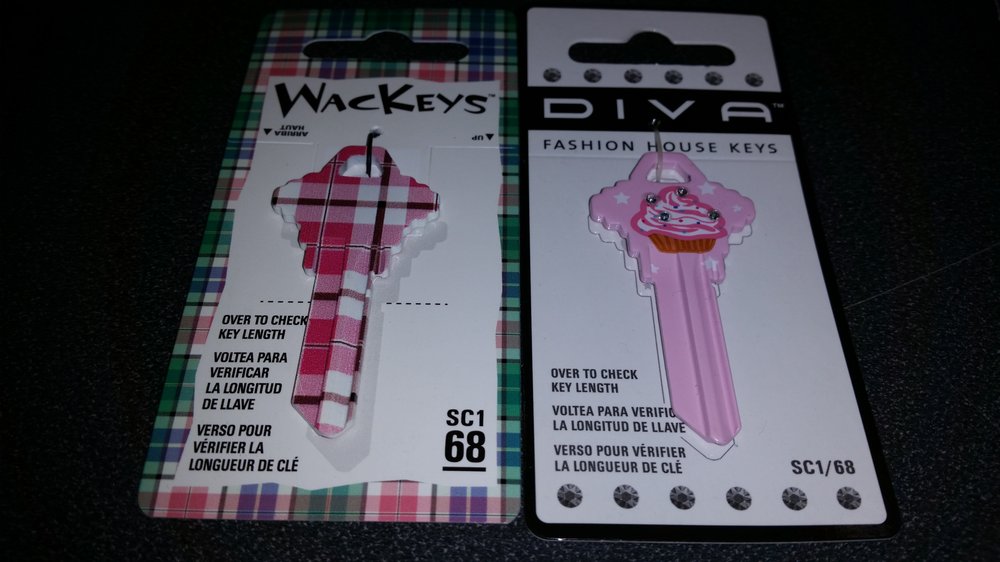 WACKEYS™
ARRIBA
HAUT
UP
OVER TO CHECK
KEY LENGTH
VOLTEA PARA
VERIFICAR
LA LONGITUD
DE LLAVE
VERSO POUR
VÉRIFIER LA
LONGUEUR DE CLÉ
SC1
68
DIVA™
FASHION HOUSE KEYS
OVER TO CHECK
KEY LENGTH
VOLTEA PARA VERIFIC
LA LONGITUD DE LLAVE
VERSO POUR VÉRIFIER
LA LONGUEUR DE CLÉ
SC1/68